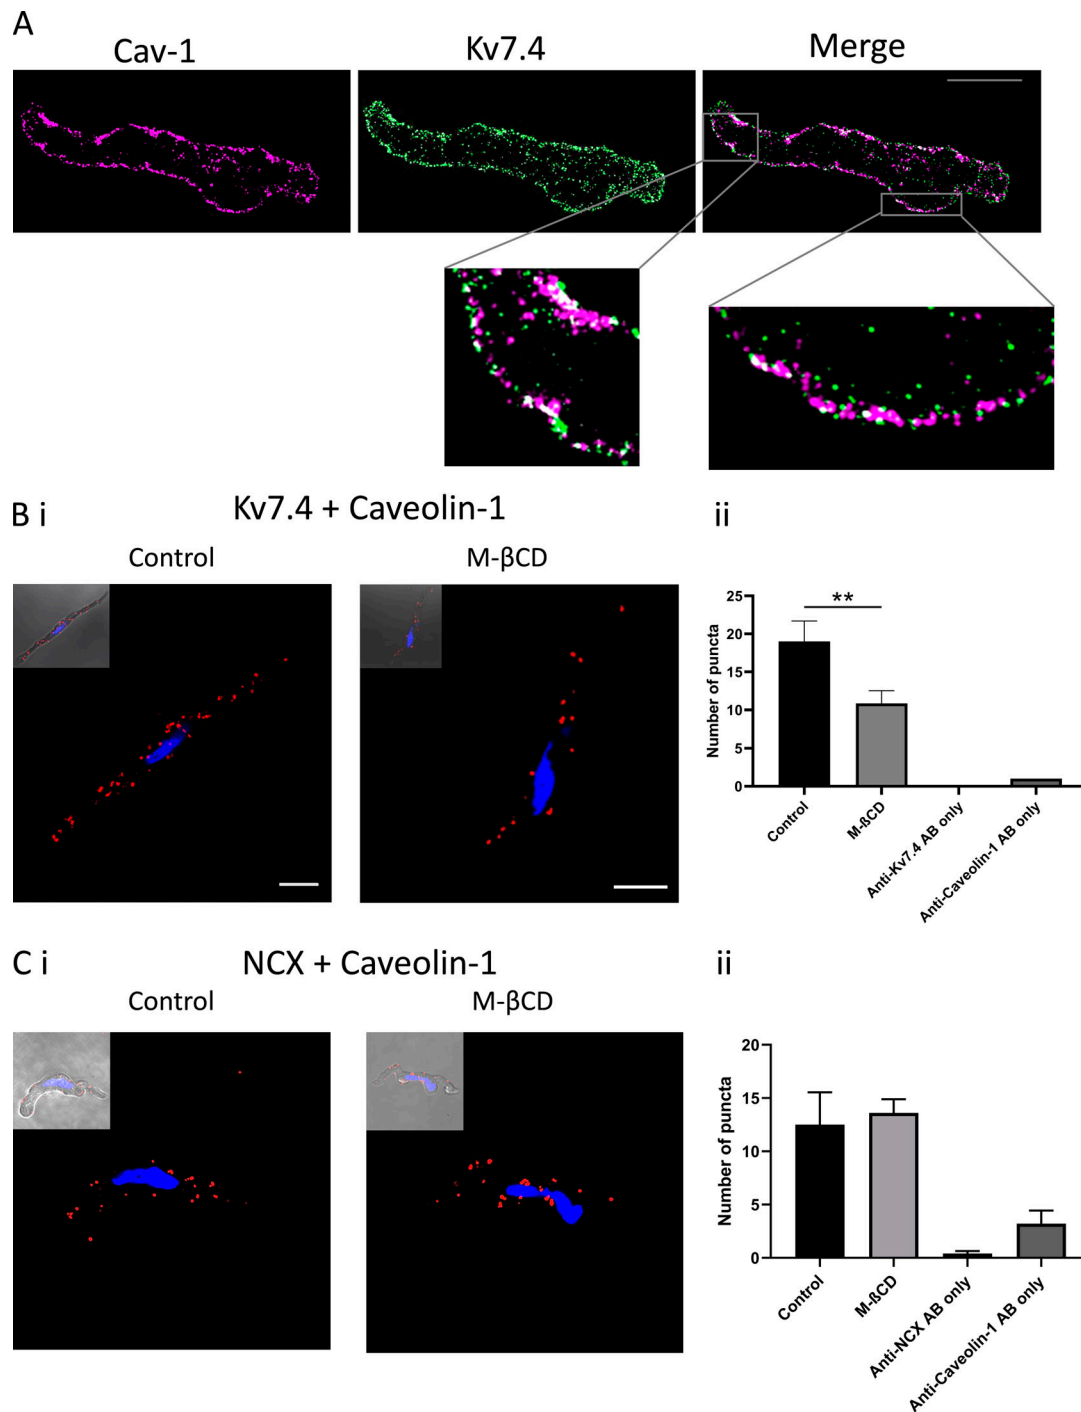 A
Cav-1
Kv7.4
Merge
B i
Kv7.4 + Caveolin-1
Control
M-βCD
ii
Number of puncta
25
20
15
10
5
0
**
Control
M-ßCD
Anti-Kv7.4 AB only
Anti-Caveolin-1 AB only
C i
NCX + Caveolin-1
Control
M-βCD
ii
Number of puncta
20
15
10
5
0
Control
M-ßCD
Anti-NCX AB only
Anti-Caveolin-1 AB only